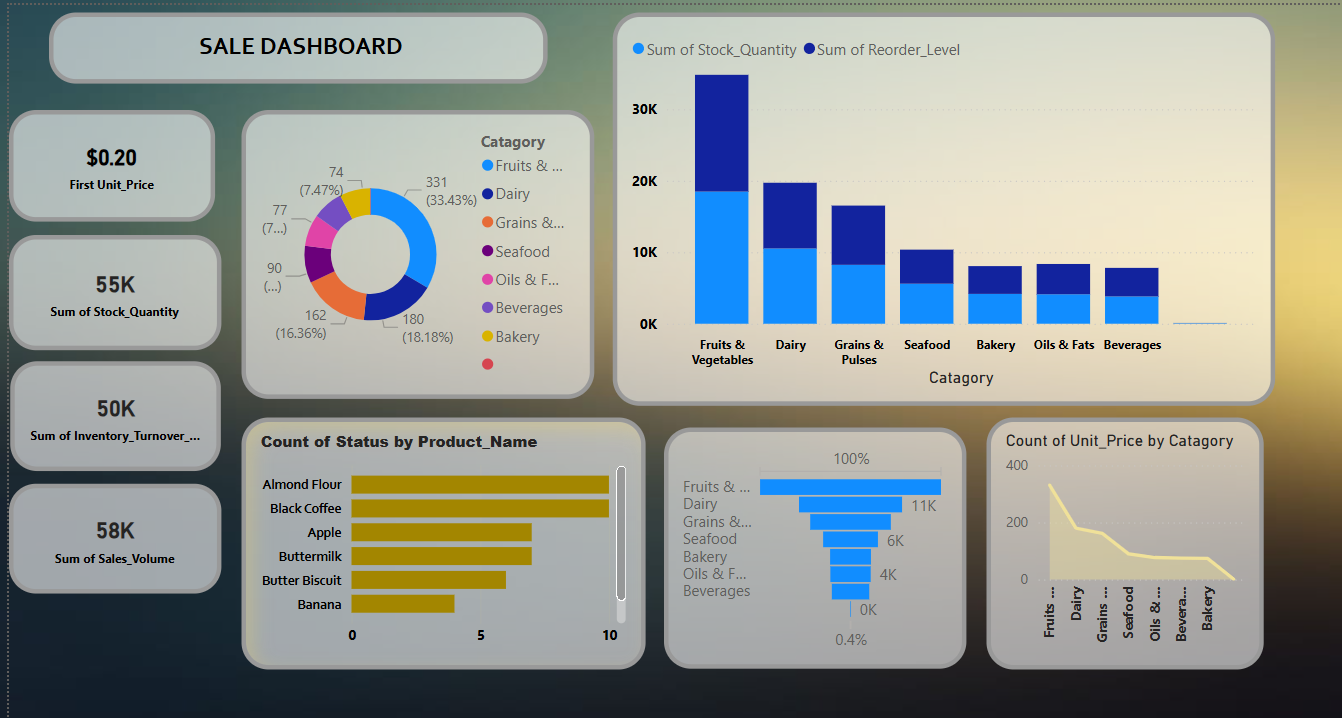 SALE DASHBOARD
$0.20
First Unit_Price
55K
Sum of Stock_Quantity
50K
Sum of Inventory_Turnover_...
58K
Sum of Sales_Volume
74
(7.47%)
331
(33.43%)
77
(7...)
90
(...)
162
(16.36%)
180
(18.18%)
Catagory
Fruits & ...
Dairy
Grains &...
Seafood
Oils & F...
Beverages
Bakery
Sum of Stock_Quantity Sum of Reorder_Level
30K
20K
10K
0K
Fruits &
Vegetables
Dairy
Grains &
Pulses
Seafood
Bakery
Oils & Fats
Beverages
Catagory
Count of Status by Product_Name
Almond Flour
Black Coffee
Apple
Buttermilk
Butter Biscuit
Banana
0 5 10
100%
Fruits & ...
Dairy 11K
Grains &...
Seafood 6K
Bakery
Oils & F... 4K
Beverages
0K
0.4%
Count of Unit_Price by Catagory
400
200
0
Fruits ...
Dairy
Grains ...
Seafood
Oils & ...
Bevera...
Bakery